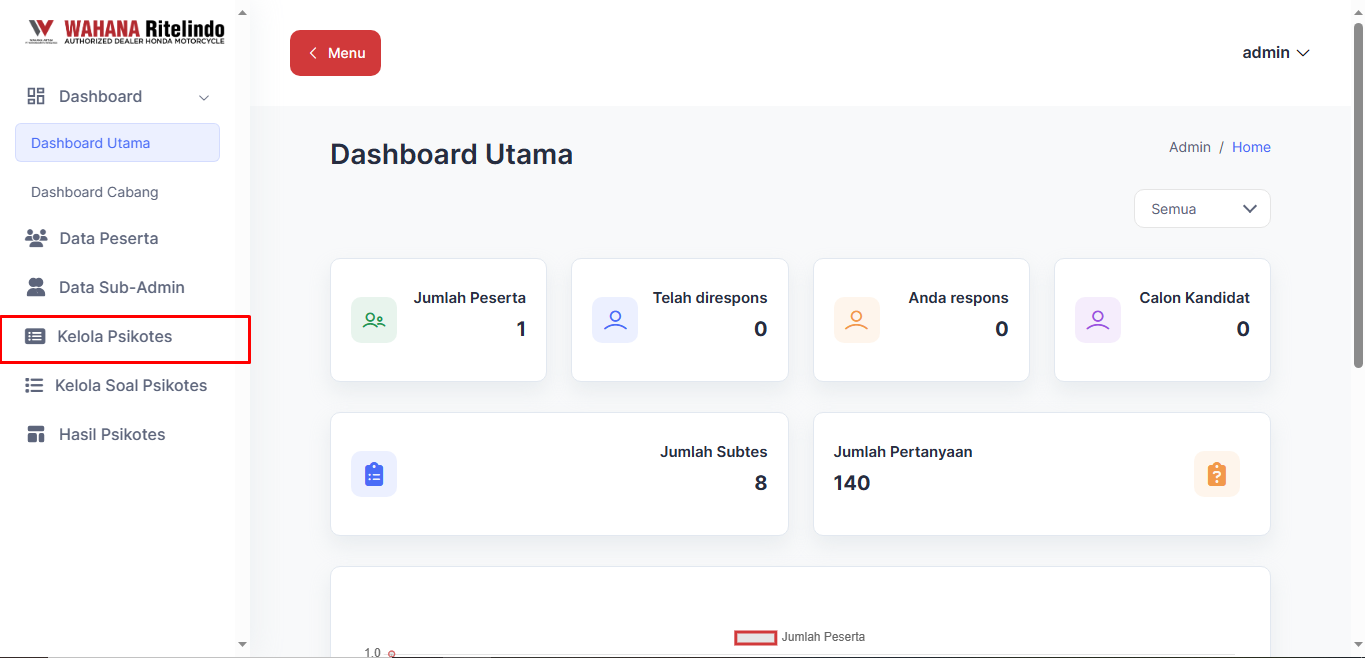 WAHANA Ritelindo
AUTHORIZED DEALER HONDA MOTORCYCLE
Dashboard
Dashboard Utama
Dashboard Cabang
Data Peserta
Data Sub-Admin
Kelola Psikotes
Kelola Soal Psikotes
Hasil Psikotes
Menu
admin
Dashboard Utama
Admin / Home
Semua
Jumlah Peserta
1
Telah direspons
0
Anda respons
0
Calon Kandidat
0
Jumlah Subtes
8
Jumlah Pertanyaan
140
Jumlah Peserta
1.0